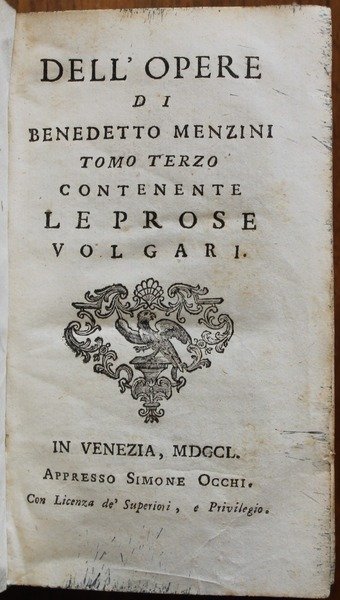 DELL' OPERE
DI
BENEDETTO MENZINI
TOMO TERZO
CONTENENTE
LE PROSE
VOLGARI.
IN VENEZIA, MDCCL.
APPRESSO SIMONE OCCHI.
Con Licenza de' Superiori, e Privilegio.